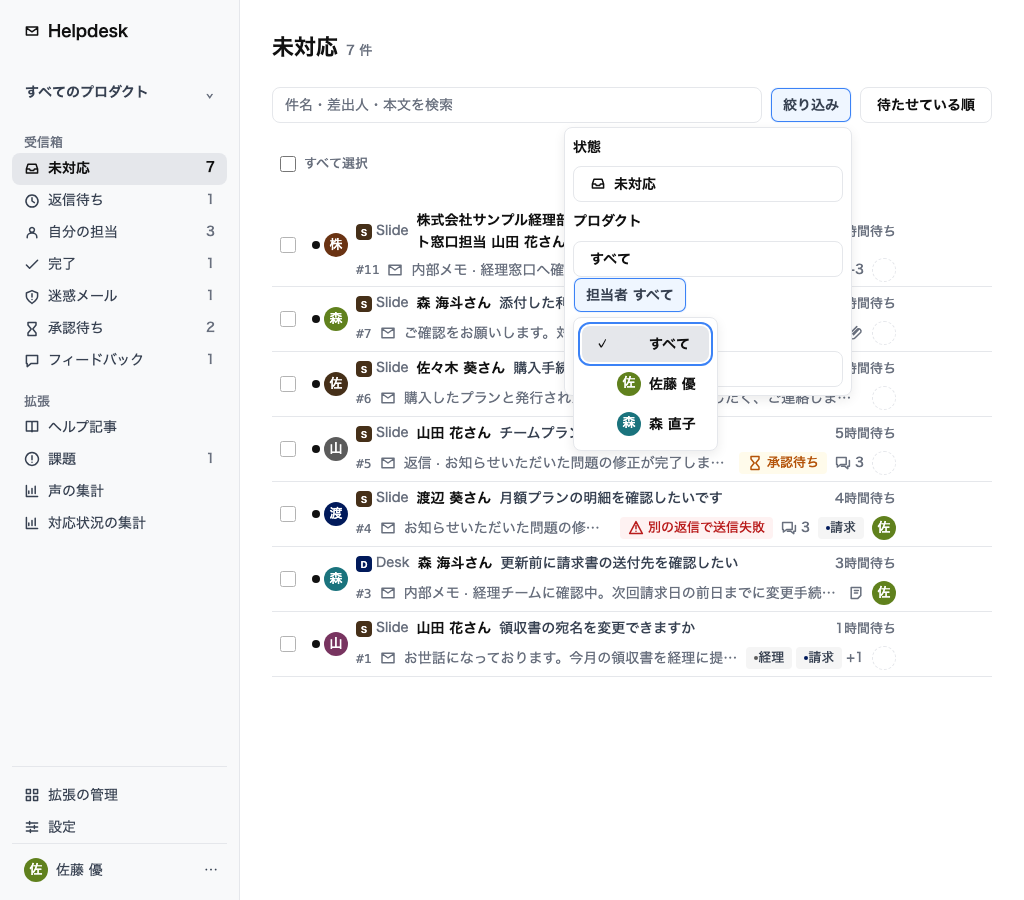 Helpdesk
すべてのプロダクト
受信箱
未対応 7
返信待ち 1
自分の担当 3
完了 1
迷惑メール 1
承認待ち 2
フィードバック 1
拡張
ヘルプ記事
課題 1
声の集計
対応状況の集計
拡張の管理
設定
佐 佐藤 優 ···
未対応 7 件
件名・差出人・本文を検索 絞り込み 待たせている順
すべて選択
状態
未対応
プロダクト
すべて
担当者 すべて
✓ すべて
佐 佐藤 優
森 森 直子
株 S Slide 株式会社サンプル経理部
ト窓口担当 山田 花さん
時間待ち
#11 内部メモ · 経理窓口へ確
森 S Slide 森 海斗さん 添付した 時間待ち
#7 ご確認をお願いします。
佐 S Slide 佐々木 葵さん 購入手続 時間待ち
#6 購入したプランと発行され たく、ご連絡しま…
山 S Slide 山田 花さん チームプラン 5時間待ち
#5 返信 · お知らせいただいた問題の修正が完了しま… 承認待ち 3
渡 S Slide 渡辺 葵さん 月額プランの明細を確認したいです 4時間待ち
#4 お知らせいただいた問題の修… 別の返信で送信失敗 3 •請求 佐
森 D Desk 森 海斗さん 更新前に請求書の送付先を確認したい 3時間待ち
#3 内部メモ · 経理チームに確認中。次回請求日の前日までに変更手続… 佐
山 S Slide 山田 花さん 領収書の宛名を変更できますか 1時間待ち
#1 お世話になっております。今月の領収書を経理に提… •経理 •請求 +1